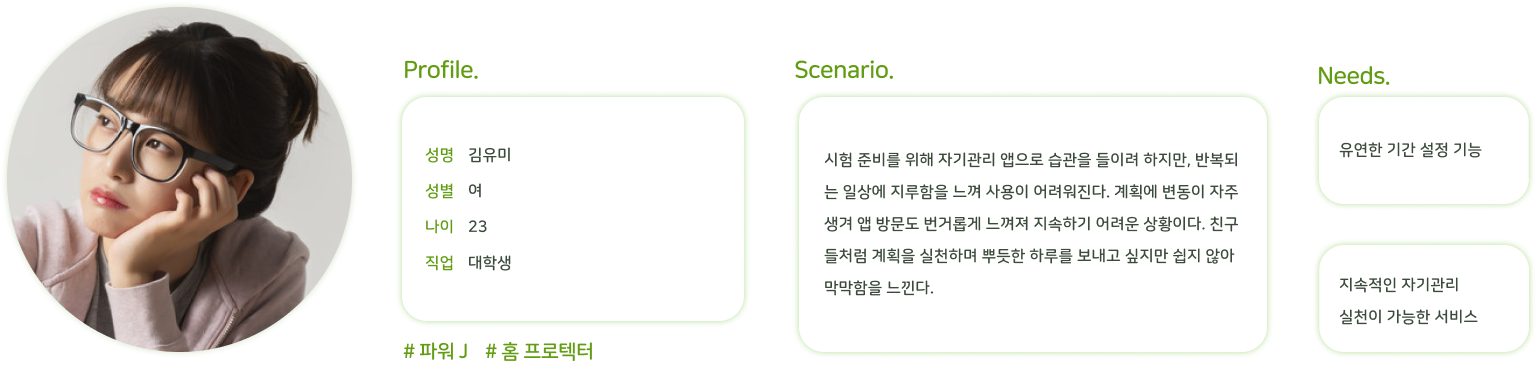 Profile.
성명 김유미
성별 여
나이 23
직업 대학생
# 파워 J # 홈 프로텍터
Scenario.
시험 준비를 위해 자기관리 앱으로 습관을 들이려 하지만, 반복되
는 일상에 지루함을 느껴 사용이 어려워진다. 계획에 변동이 자주
생겨 앱 방문도 번거롭게 느껴져 지속하기 어려운 상황이다. 친구
들처럼 계획을 실천하며 뿌듯한 하루를 보내고 싶지만 쉽지 않아
막막함을 느낀다.
Needs.
유연한 기간 설정 기능
지속적인 자기관리
실천이 가능한 서비스